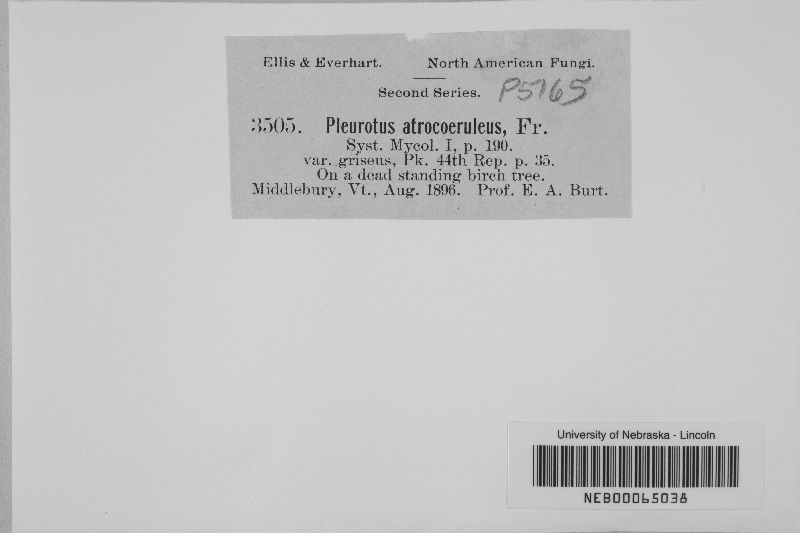 Ellis & Everhart. North American Fungi.
Second Series. P5165
3505. Pleurotus atrocoeruleus, Fr.
Syst. Mycol. I, p. 190.
var. griseus, Pk. 44th Rep. p. 35.
On a dead standing birch tree.
Middlebury, Vt., Aug. 1896. Prof. E. A. Burt.
University of Nebraska - Lincoln
NEB00065038